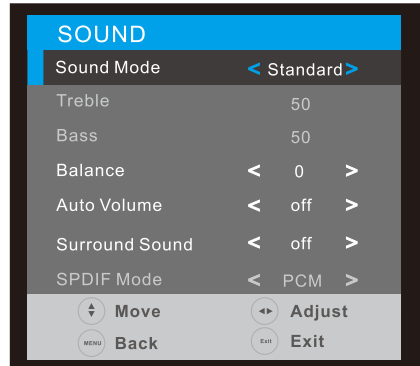 SOUND
Sound Mode < Standard >
Treble 50
Bass 50
Balance < 0 >
Auto Volume < off >
Surround Sound < off >
SPDIF Mode < PCM >
Move Adjust
MENU Back Exit Exit